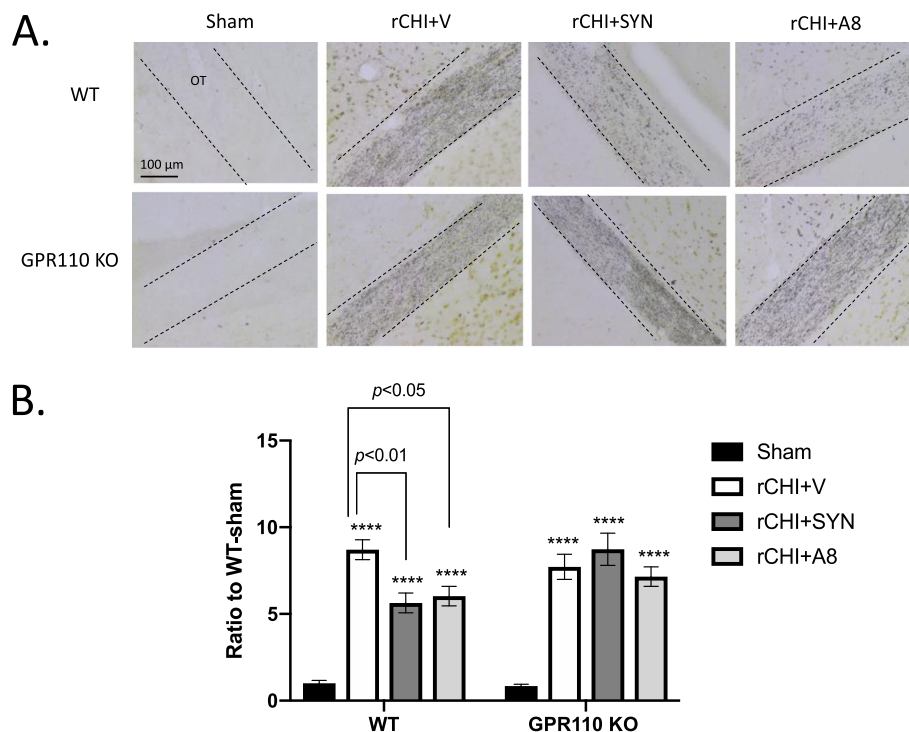 A.
Sham
rCHI+V
rCHI+SYN
rCHI+A8
WT
OT
100 µm
GPR110 KO
B.
p<0.05
p<0.01
15
10
5
0
Ratio to WT-sham
****
****
****
****
****
****
WT
GPR110 KO
Sham
rCHI+V
rCHI+SYN
rCHI+A8